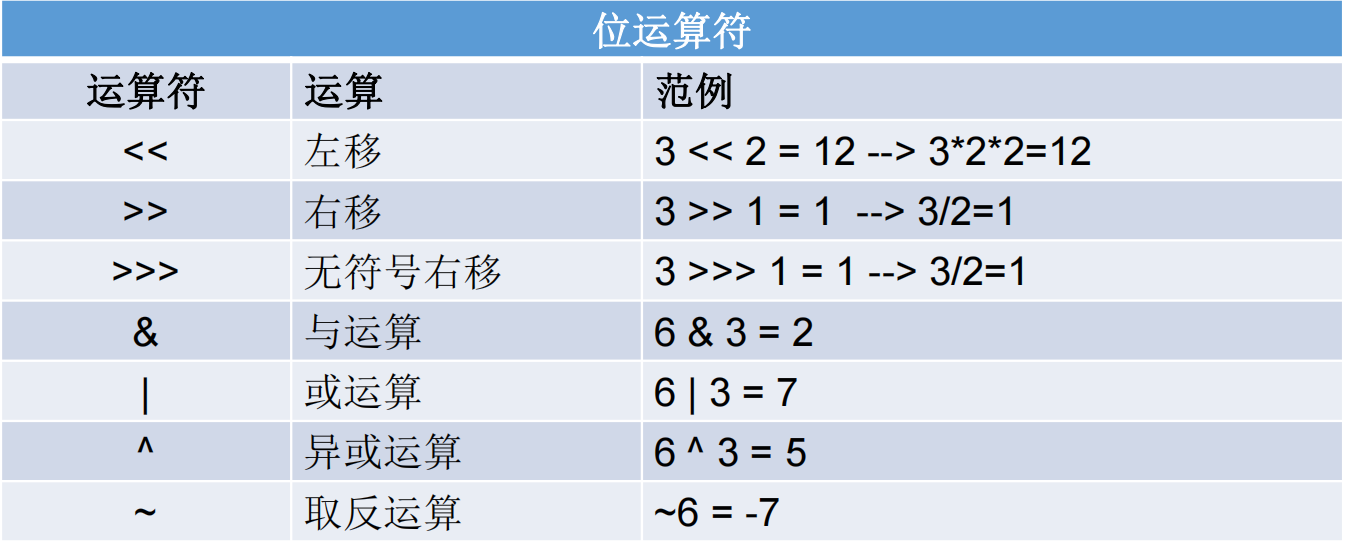 位运算符
运算符 运算 范例
<< 左移 3 << 2 = 12 --> 3*2*2=12
>> 右移 3 >> 1 = 1 --> 3/2=1
>>> 无符号右移 3 >>> 1 = 1 --> 3/2=1
& 与运算 6 & 3 = 2
| 或运算 6 | 3 = 7
^ 异或运算 6 ^ 3 = 5
~ 取反运算 ~6 = -7